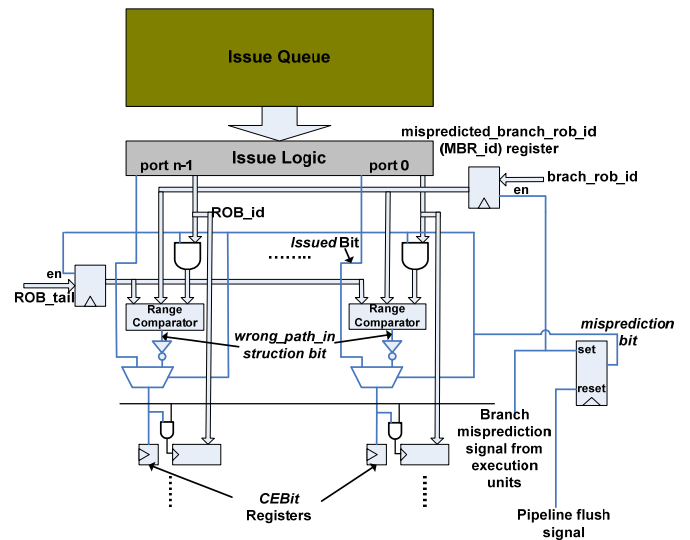 Issue Queue
mispredicted_branch_rob_id
(MBR_id) register
Issue Logic
port n-1
port 0
brach_rob_id
en
ROB_id
Issued Bit
........
en
ROB_tail
Range
Comparator
Range
Comparator
wrong_path_in
struction bit
misprediction
bit
set
reset
Branch
misprediction
signal from
execution
units
CEBit
Registers
Pipeline flush
signal